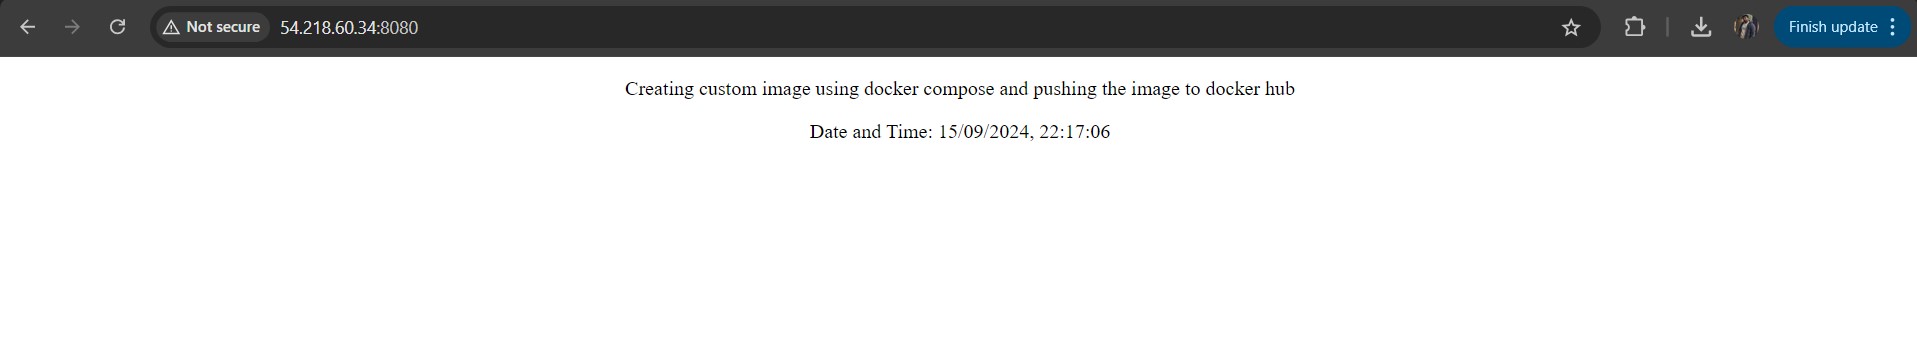 Not secure
54.218.60.34:8080
Finish update
Creating custom image using docker compose and pushing the image to docker hub
Date and Time: 15/09/2024, 22:17:06